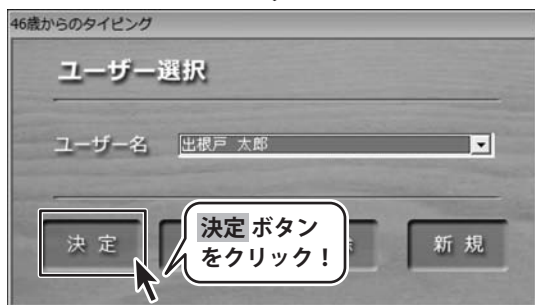 46歳からのタイピング
ユーザー選択
ユーザー名 出根戸 太郎
決定 新規
決定 ボタン
をクリック！